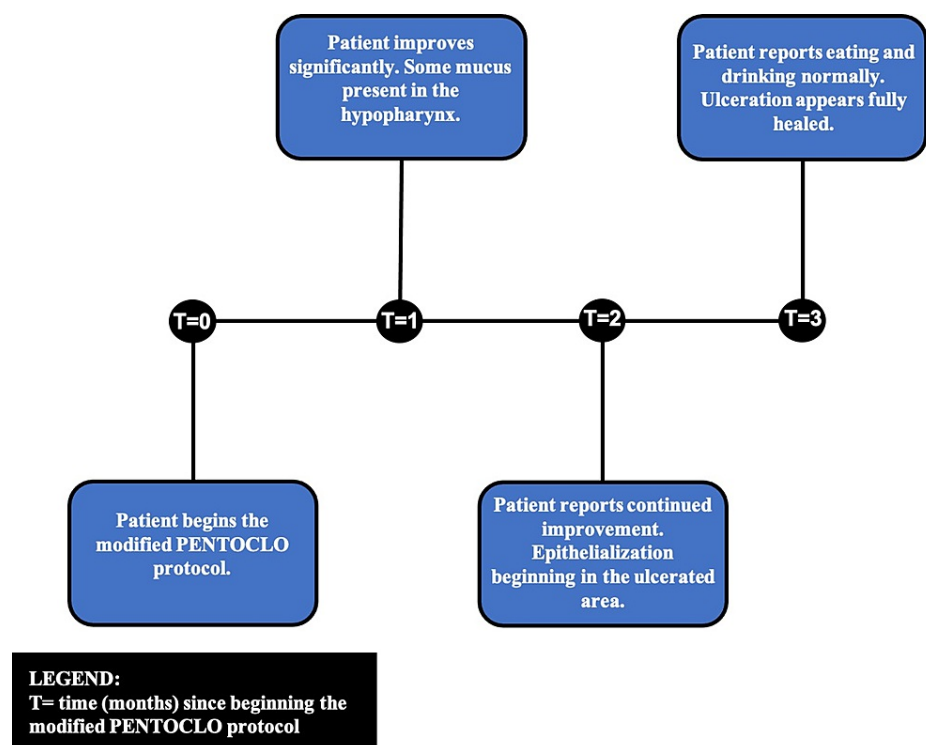 Patient improves
significantly. Some mucus
present in the
hypopharynx.
Patient reports eating and
drinking normally.
Ulceration appears fully
healed.
T=0
T=1
T=2
T=3
Patient begins the
modified PENTOCLO
protocol.
Patient reports continued
improvement.
Epithelialization
beginning in the ulcerated
area.
LEGEND:
T= time (months) since beginning the
modified PENTOCLO protocol